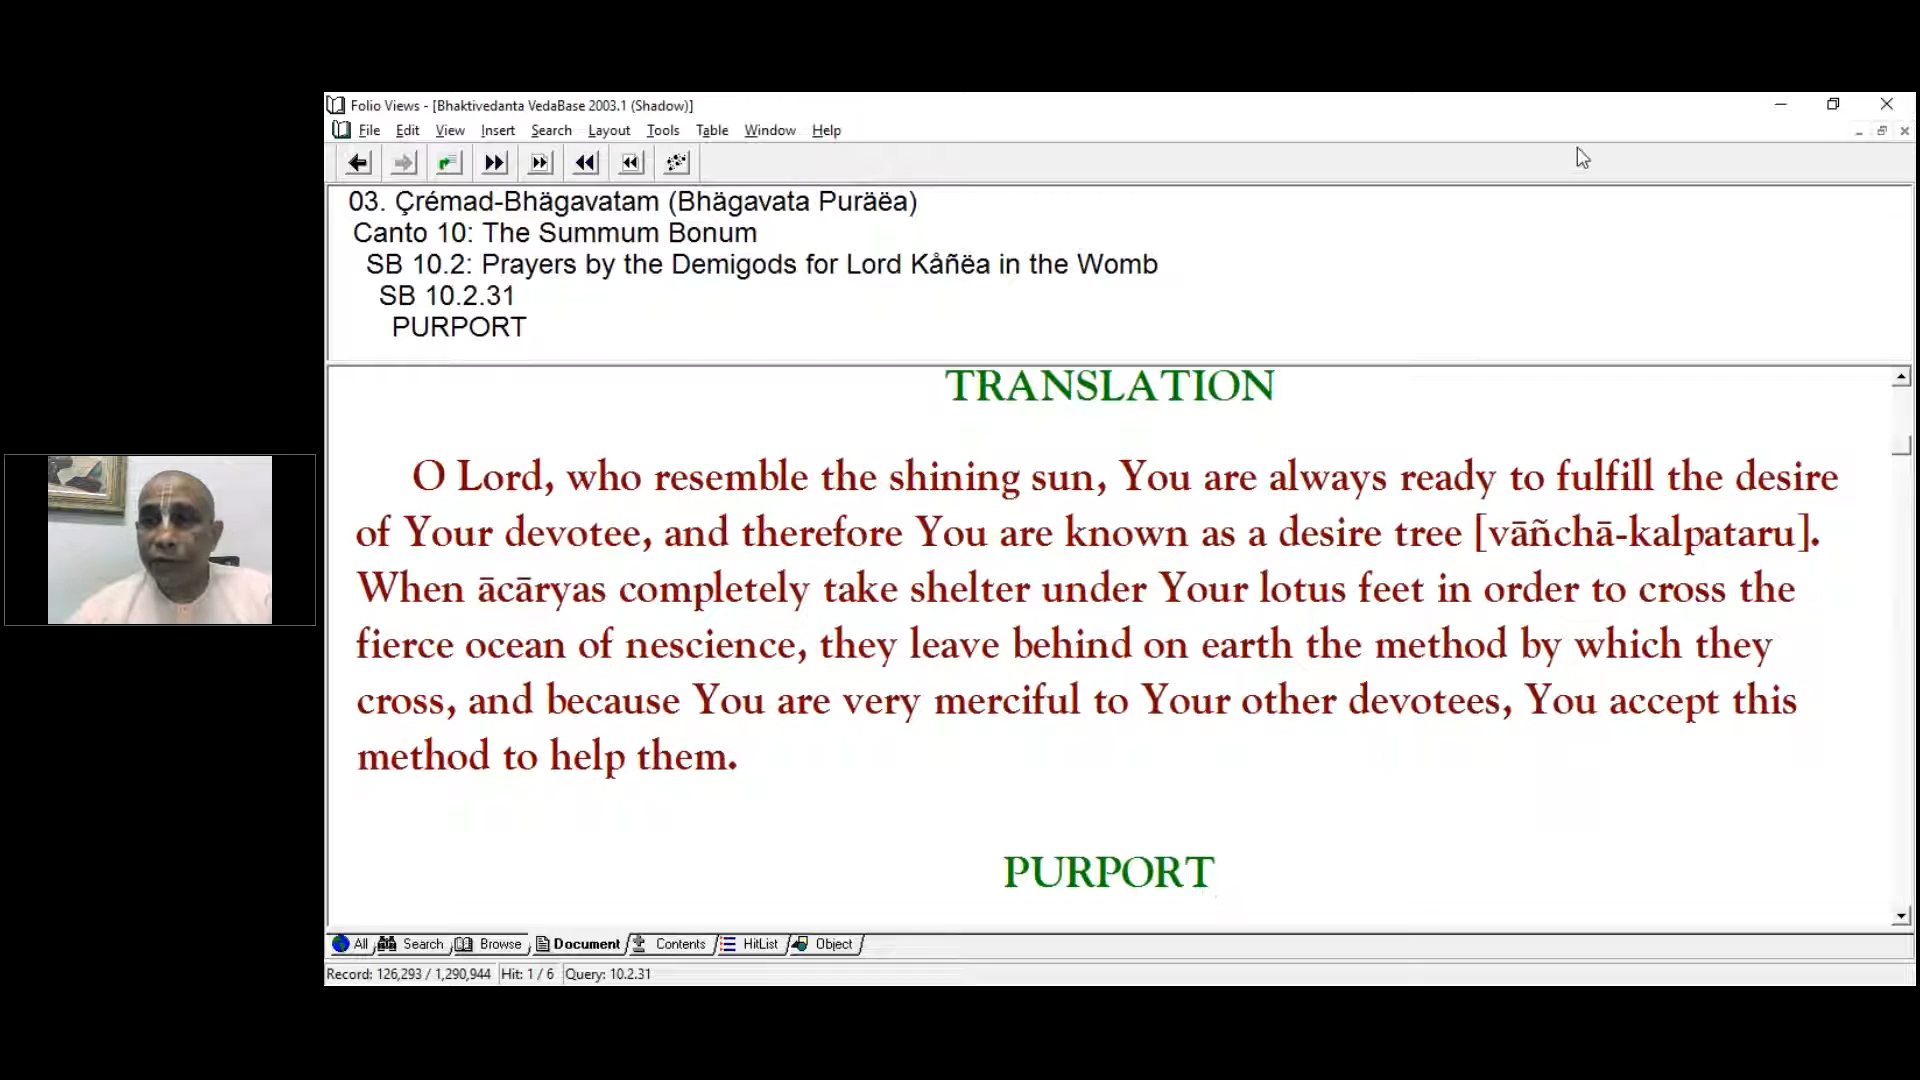 Folio Views - [Bhaktivedanta VedaBase 2003.1 (Shadow)]
File Edit View Insert Search Layout Tools Table Window Help
03. Çrémad-Bhägavatam (Bhägavata Puräëa)
Canto 10: The Summum Bonum
SB 10.2: Prayers by the Demigods for Lord Kåñëa in the Womb
SB 10.2.31
PURPORT
TRANSLATION
O Lord, who resemble the shining sun, You are always ready to fulfill the desire
of Your devotee, and therefore You are known as a desire tree [vāñchā-kalpataru].
When ācāryas completely take shelter under Your lotus feet in order to cross the
fierce ocean of nescience, they leave behind on earth the method by which they
cross, and because You are very merciful to Your other devotees, You accept this
method to help them.
PURPORT
All Search Browse Document Contents HitList Object
Record: 126,293 / 1,290,944 Hit: 1 / 6 Query: 10.2.31